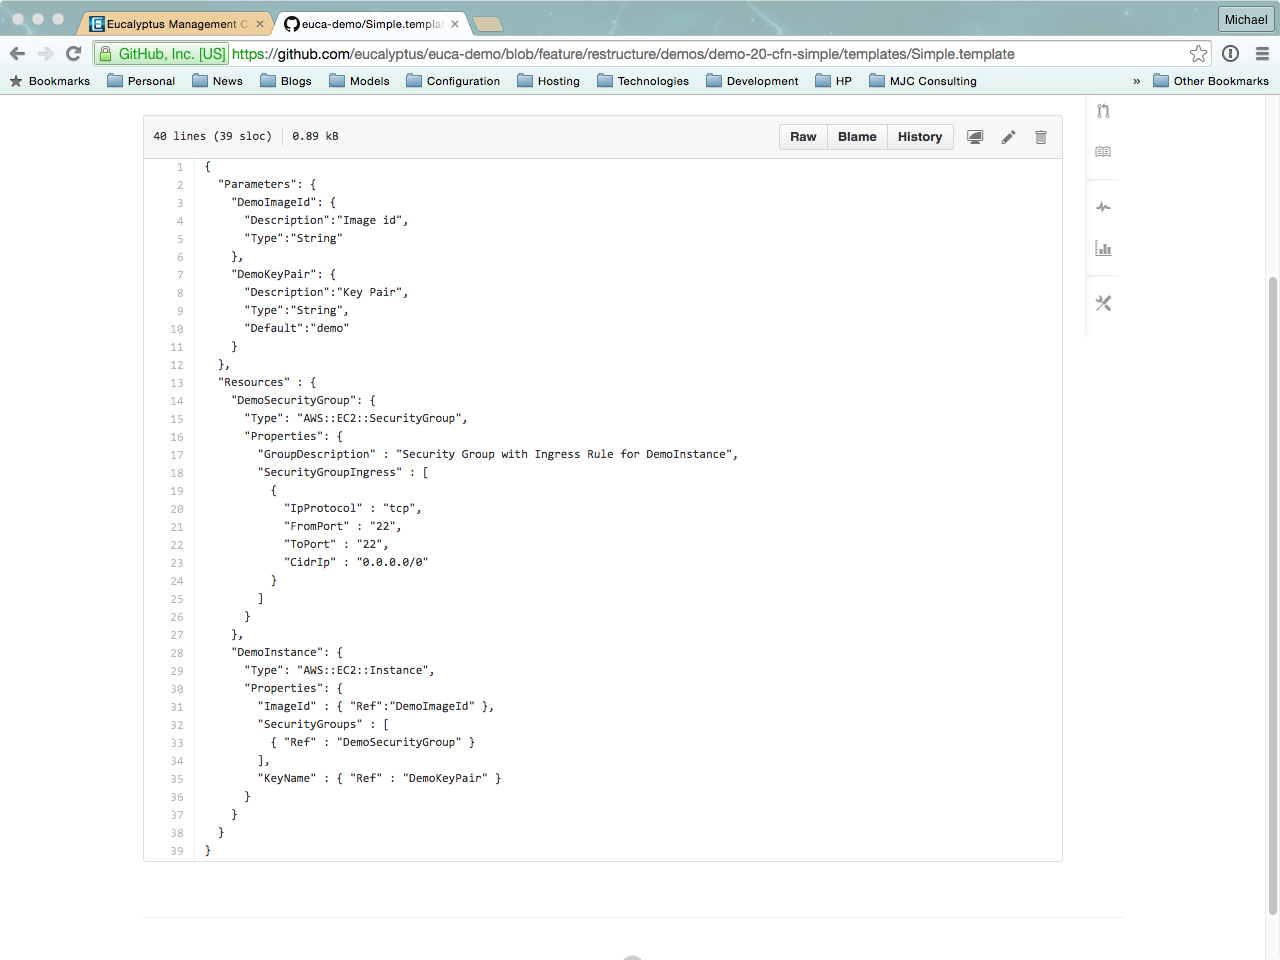 Eucalyptus Management C
euca-demo/Simple.templat
Michael
GitHub, Inc. [US]
https://github.com/eucalyptus/euca-demo/blob/feature/restructure/demos/demo-20-cfn-simple/templates/Simple.template
Bookmarks Personal News Blogs Models Configuration Hosting Technologies Development HP MJC Consulting » Other Bookmarks
40 lines (39 sloc) 0.89 kB
Raw Blame History
1 {
2 "Parameters": {
3 "DemoImageId": {
4 "Description":"Image id",
5 "Type":"String"
6 },
7 "DemoKeyPair": {
8 "Description":"Key Pair",
9 "Type":"String",
10 "Default":"demo"
11 }
12 },
13 "Resources" : {
14 "DemoSecurityGroup": {
15 "Type": "AWS::EC2::SecurityGroup",
16 "Properties": {
17 "GroupDescription" : "Security Group with Ingress Rule for DemoInstance",
18 "SecurityGroupIngress" : [
19 {
20 "IpProtocol" : "tcp",
21 "FromPort" : "22",
22 "ToPort" : "22",
23 "CidrIp" : "0.0.0.0/0"
24 }
25 ]
26 }
27 },
28 "DemoInstance": {
29 "Type": "AWS::EC2::Instance",
30 "Properties": {
31 "ImageId" : { "Ref":"DemoImageId" },
32 "SecurityGroups" : [
33 { "Ref" : "DemoSecurityGroup" }
34 ],
35 "KeyName" : { "Ref" : "DemoKeyPair" }
36 }
37 }
38 }
39 }